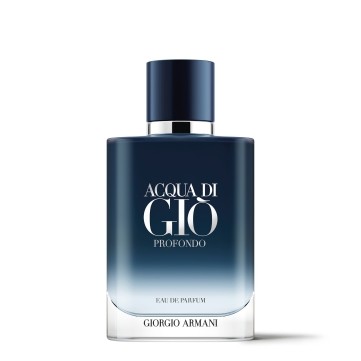 ACQUA DI
GIÒ
PROFONDO
EAU DE PARFUM
GIORGIO ARMANI